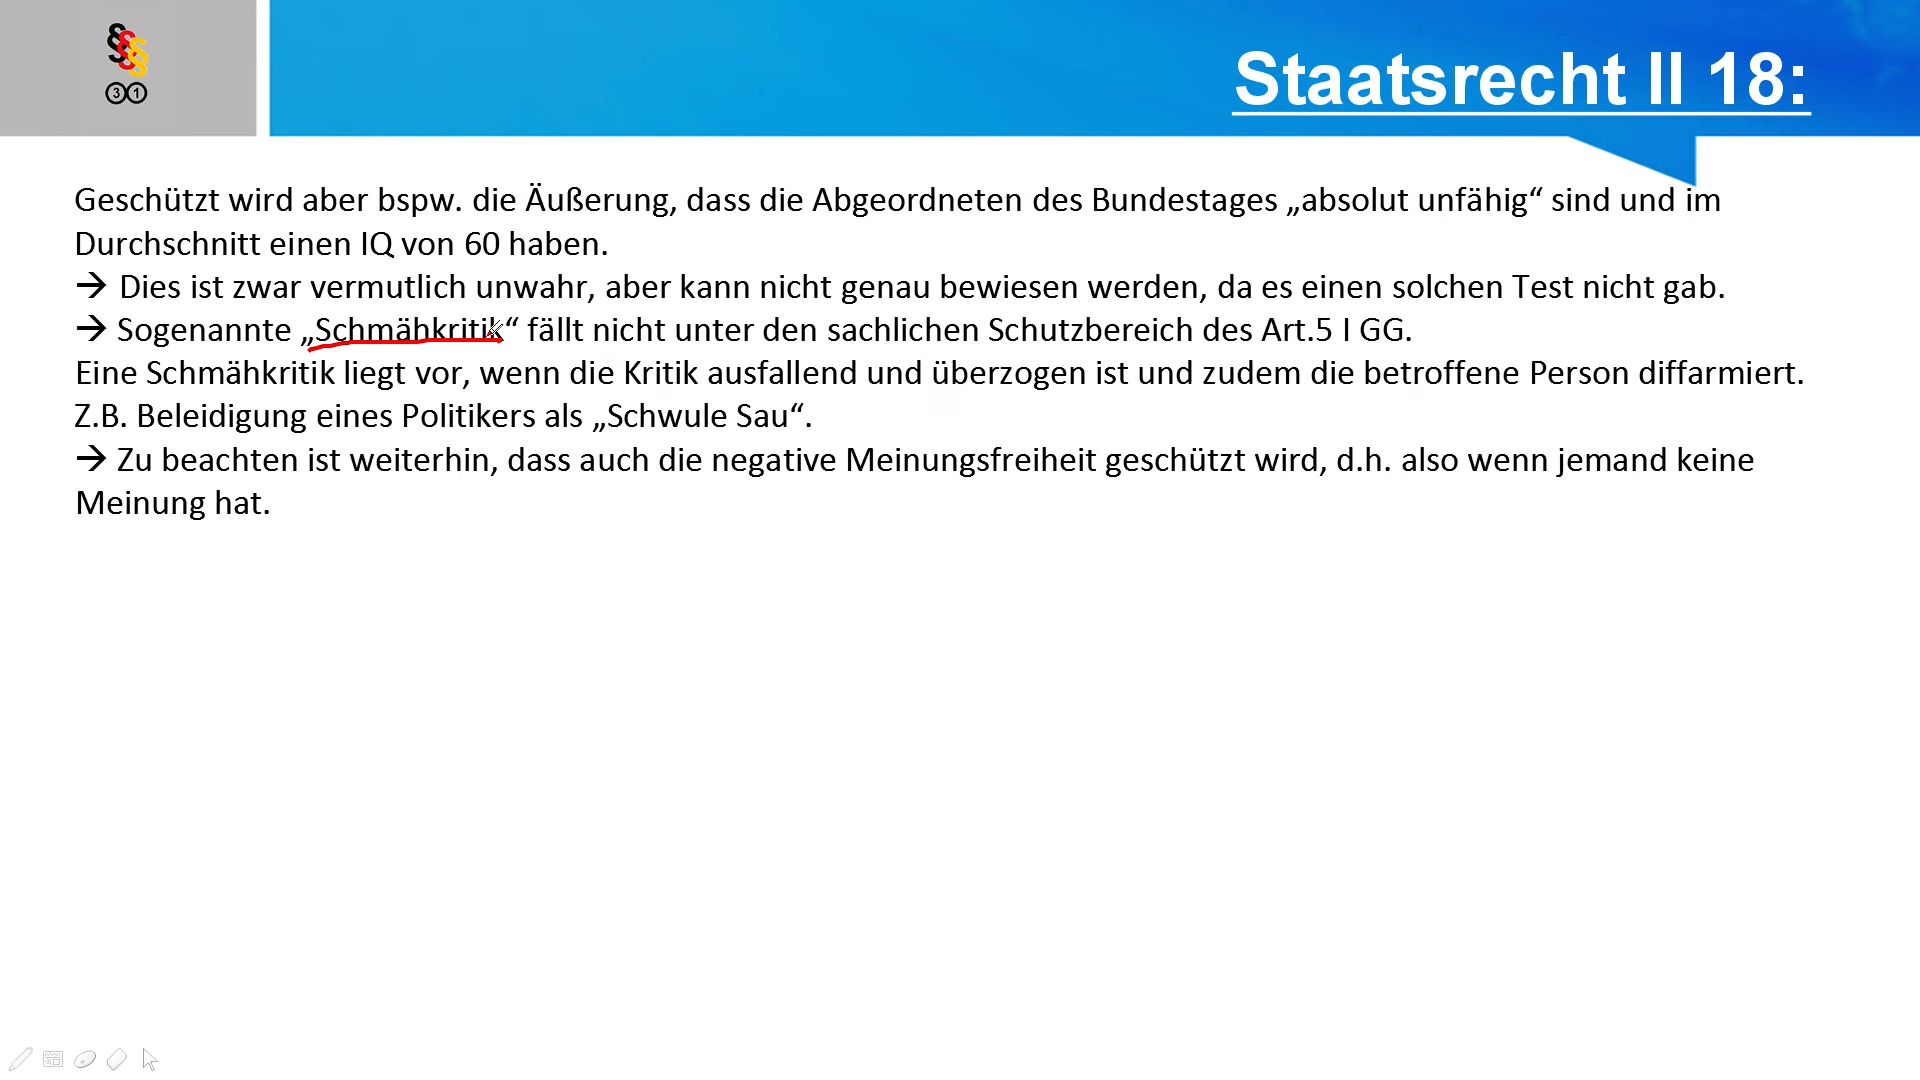 §§§
31
Staatsrecht II 18:
Geschützt wird aber bspw. die Äußerung, dass die Abgeordneten des Bundestages „absolut unfähig“ sind und im
Durchschnitt einen IQ von 60 haben.
→ Dies ist zwar vermutlich unwahr, aber kann nicht genau bewiesen werden, da es einen solchen Test nicht gab.
→ Sogenannte „Schmähkritik“ fällt nicht unter den sachlichen Schutzbereich des Art.5 I GG.
Eine Schmähkritik liegt vor, wenn die Kritik ausfallend und überzogen ist und zudem die betroffene Person diffarmiert.
Z.B. Beleidigung eines Politikers als „Schwule Sau“.
→ Zu beachten ist weiterhin, dass auch die negative Meinungsfreiheit geschützt wird, d.h. also wenn jemand keine
Meinung hat.